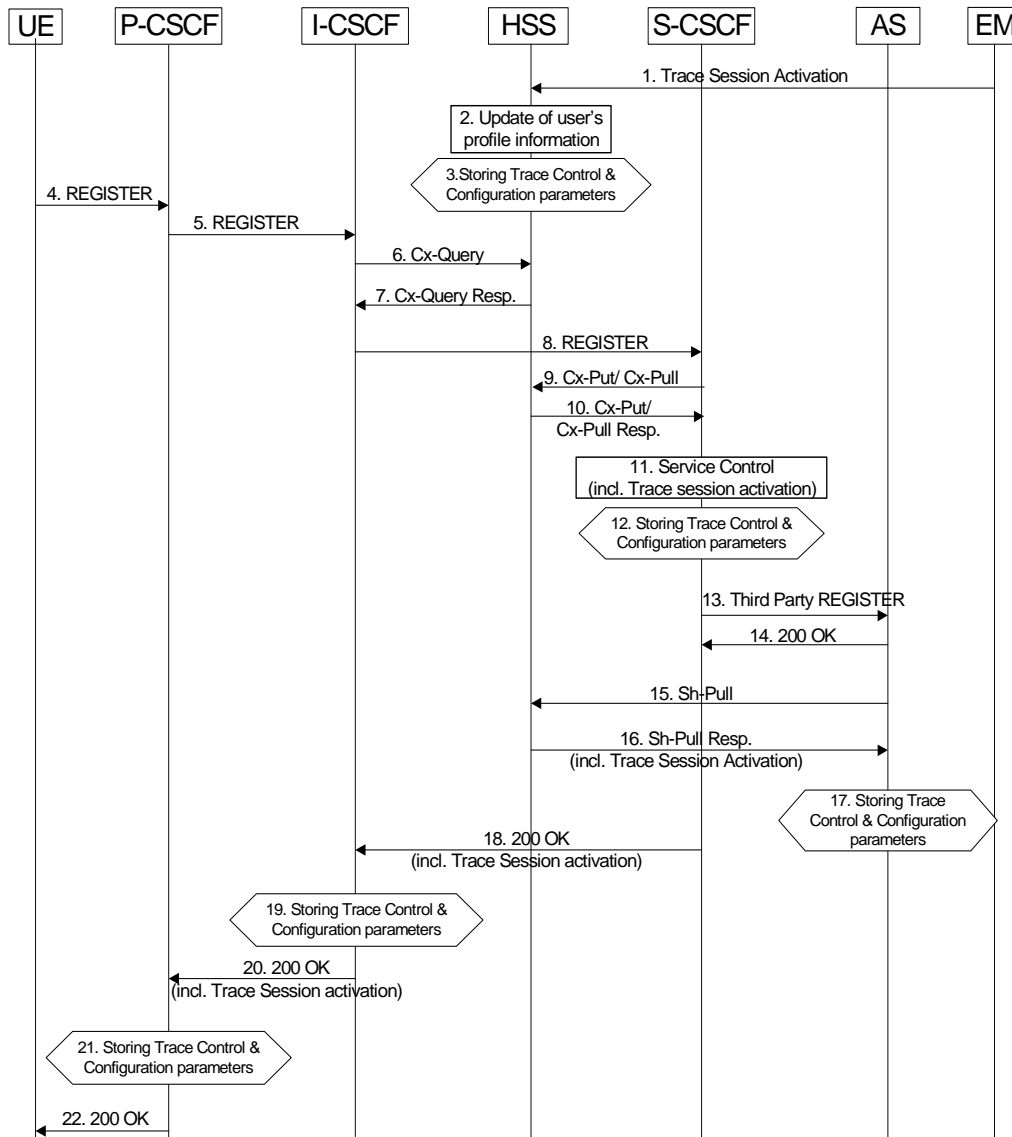 UE
P-CSCF
I-CSCF
HSS
S-CSCF
AS
EM
1. Trace Session Activation
2. Update of user's
profile information
3.Storing Trace Control &
Configuration parameters
4. REGISTER
5. REGISTER
6. Cx-Query
7. Cx-Query Resp.
8. REGISTER
9. Cx-Put/ Cx-Pull
10. Cx-Put/
Cx-Pull Resp.
11. Service Control
(incl. Trace session activation)
12. Storing Trace Control &
Configuration parameters
13. Third Party REGISTER
14. 200 OK
15. Sh-Pull
16. Sh-Pull Resp.
(incl. Trace Session Activation)
17. Storing Trace
Control & Configuration
parameters
18. 200 OK
(incl. Trace Session activation)
19. Storing Trace Control &
Configuration parameters
20. 200 OK
(incl. Trace Session activation)
21. Storing Trace Control &
Configuration parameters
22. 200 OK